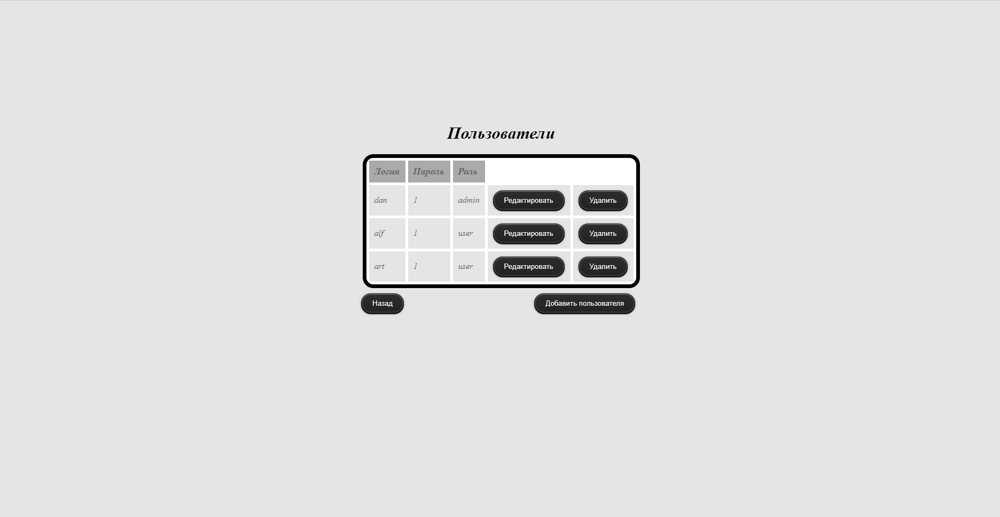 Пользователи
Логин Пароль Роль
dan 1 admin Редактировать Удалить
alf 1 user Редактировать Удалить
art 1 user Редактировать Удалить
Назад Добавить пользователя